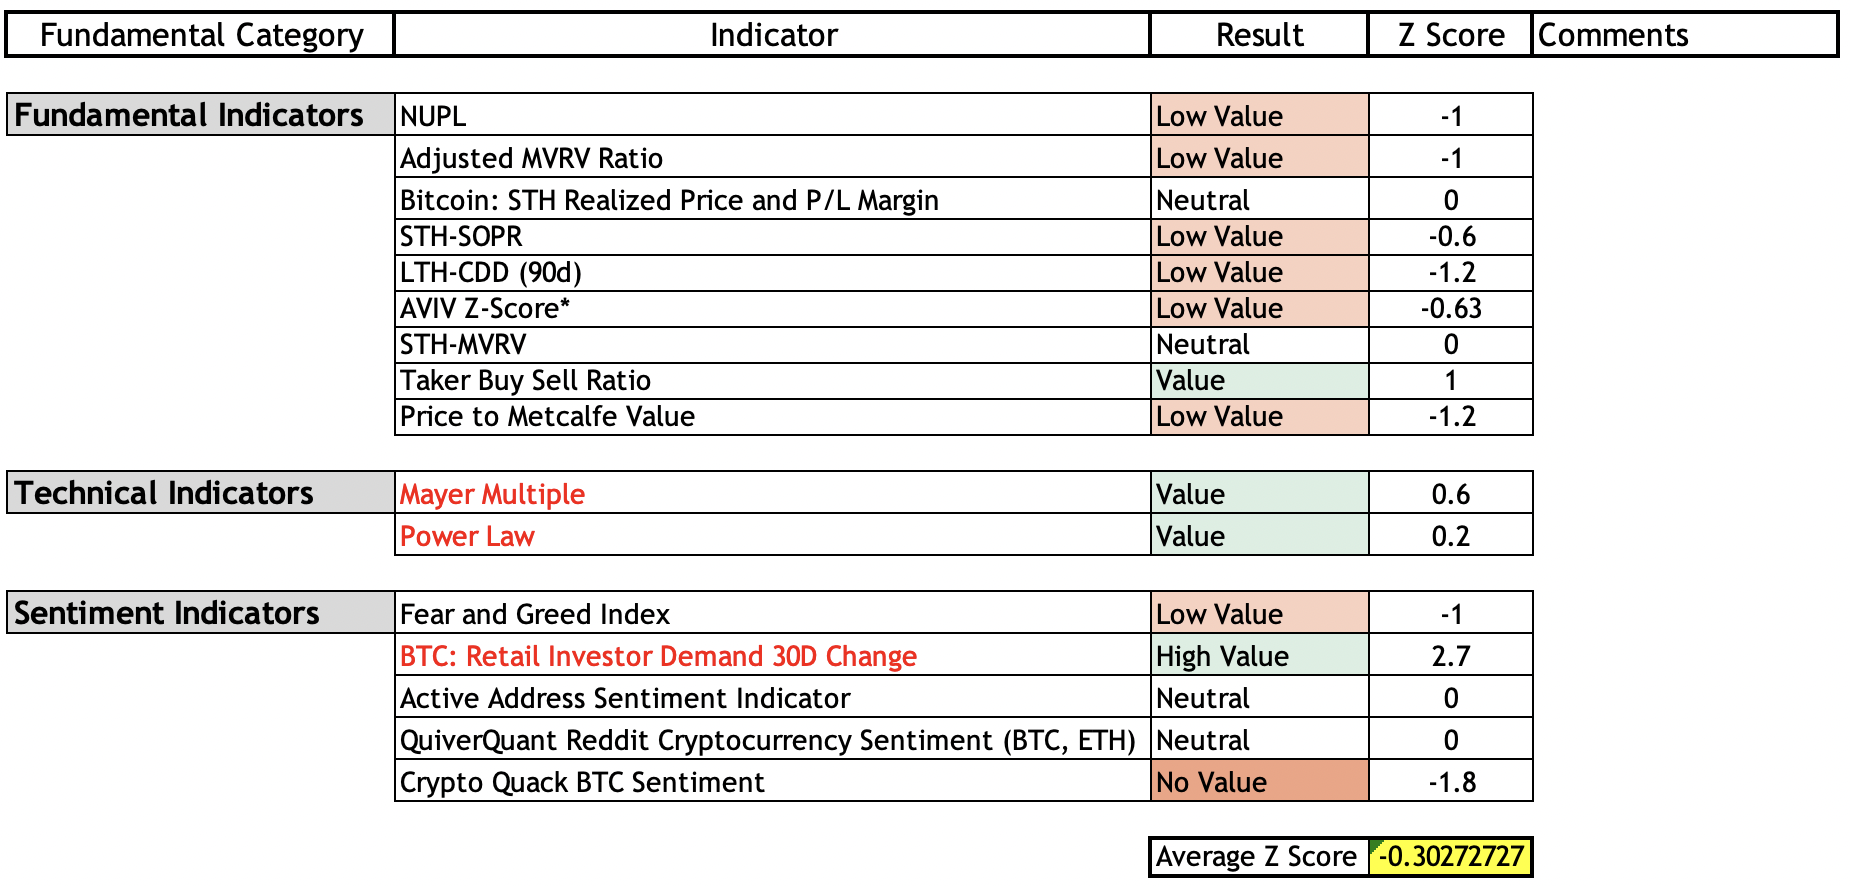 Fundamental Category Indicator Result Z Score Comments
Fundamental Indicators NUPL Low Value -1
Adjusted MVRV Ratio Low Value -1
Bitcoin: STH Realized Price and P/L Margin Neutral 0
STH-SOPR Low Value -0.6
LTH-CDD (90d) Low Value -1.2
AVIV Z-Score* Low Value -0.63
STH-MVRV Neutral 0
Taker Buy Sell Ratio Value 1
Price to Metcalfe Value Low Value -1.2
Technical Indicators Mayer Multiple Value 0.6
Power Law Value 0.2
Sentiment Indicators Fear and Greed Index Low Value -1
BTC: Retail Investor Demand 30D Change High Value 2.7
Active Address Sentiment Indicator Neutral 0
QuiverQuant Reddit Cryptocurrency Sentiment (BTC, ETH) Neutral 0
Crypto Quack BTC Sentiment No Value -1.8
Average Z Score -0.30272727